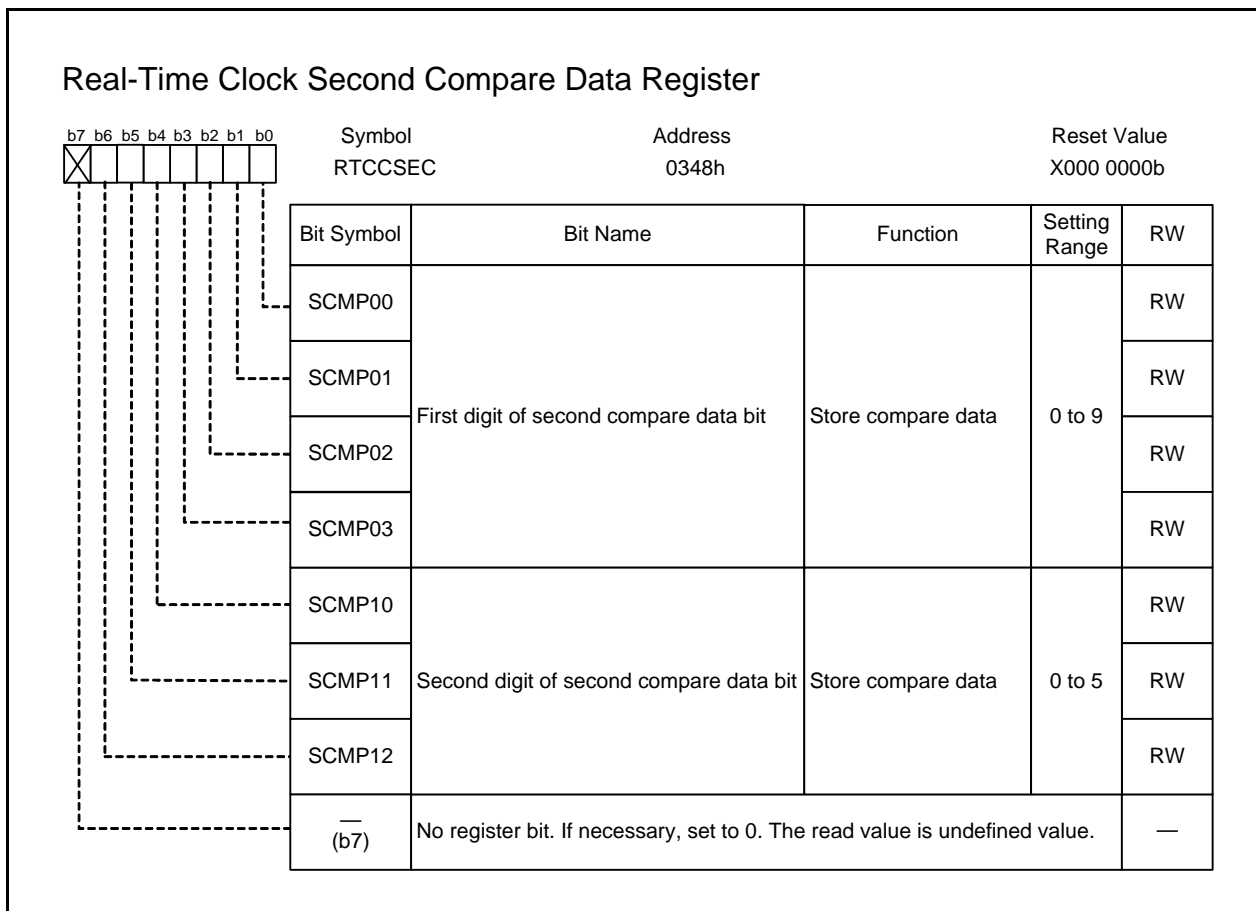 Real-Time Clock Second Compare Data Register
b7 b6 b5 b4 b3 b2 b1 b0
Symbol Address Reset Value
RTCCSEC 0348h X000 0000b
Bit Symbol Bit Name Function Setting Range RW
SCMP00 RW
SCMP01 RW
First digit of second compare data bit Store compare data 0 to 9
SCMP02 RW
SCMP03 RW
SCMP10 RW
SCMP11 Second digit of second compare data bit Store compare data 0 to 5 RW
SCMP12 RW
—
(b7) No register bit. If necessary, set to 0. The read value is undefined value. —